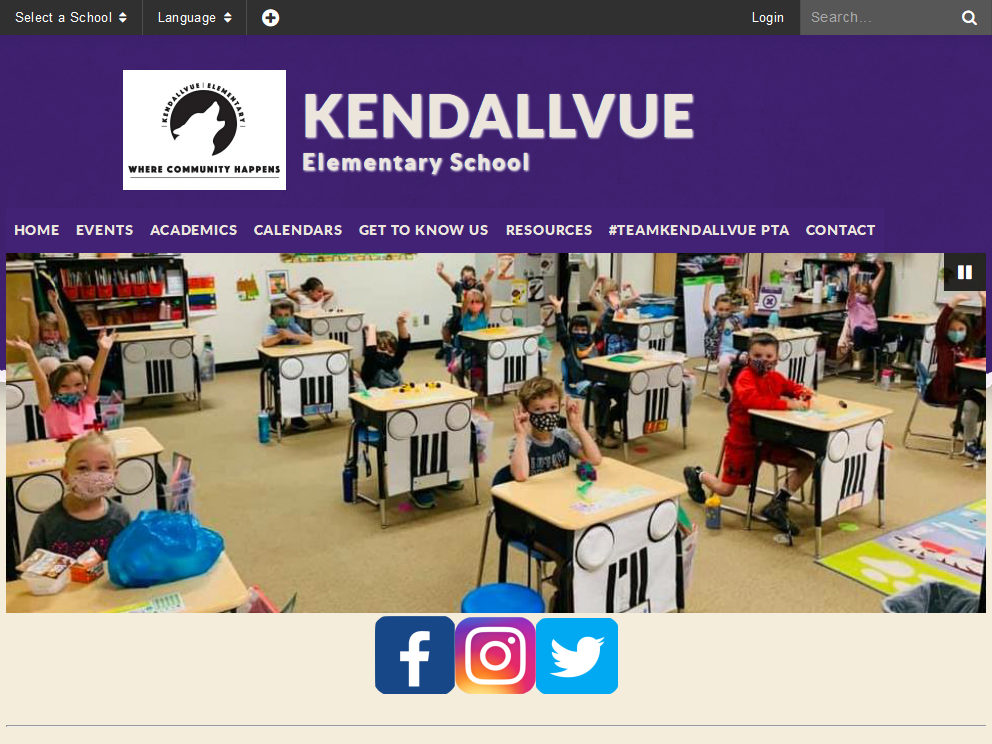 Select a School
Language
Login
Search...
KENDALLVUE | ELEMENTARY
WHERE COMMUNITY HAPPENS
KENDALLVUE
Elementary School
HOME EVENTS ACADEMICS CALENDARS GET TO KNOW US RESOURCES #TEAMKENDALLVUE PTA CONTACT